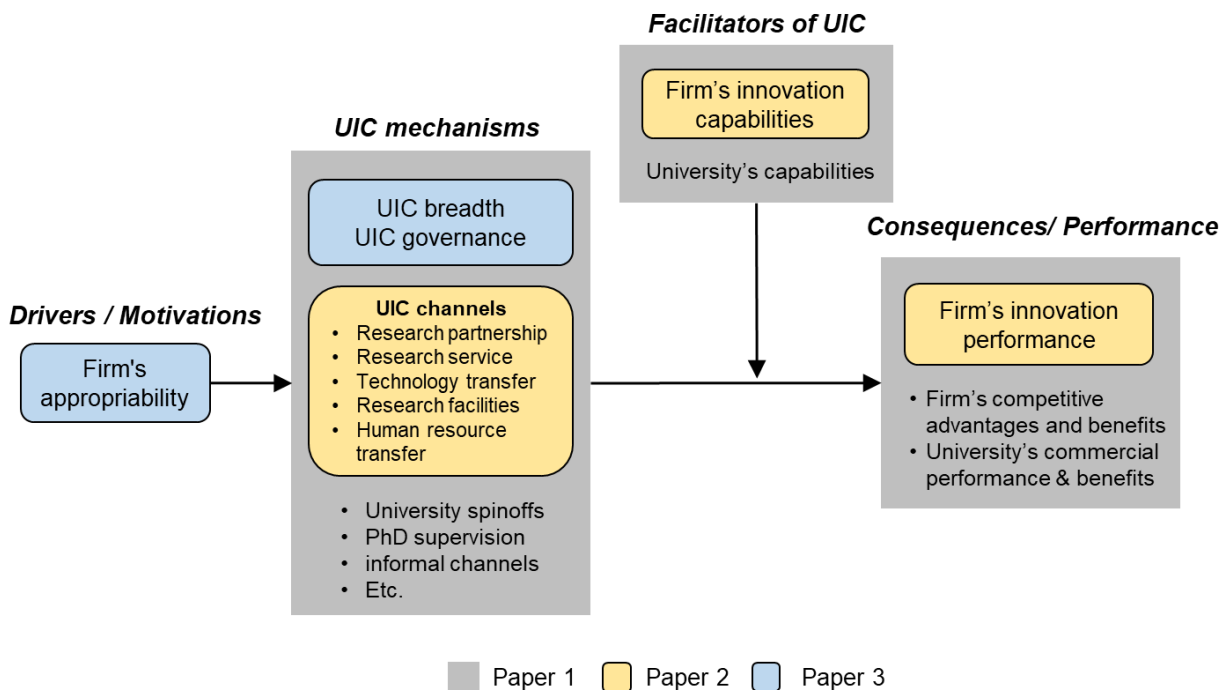 Facilitators of UIC
Firm's innovation
capabilities
University's capabilities
UIC mechanisms
UIC breadth
UIC governance
UIC channels
• Research partnership
• Research service
• Technology transfer
• Research facilities
• Human resource
transfer
• University spinoffs
• PhD supervision
• informal channels
• Etc.
Drivers / Motivations
Firm's
appropriability
Consequences/ Performance
Firm's innovation
performance
• Firm's competitive
advantages and benefits
• University's commercial
performance & benefits
Paper 1 Paper 2 Paper 3